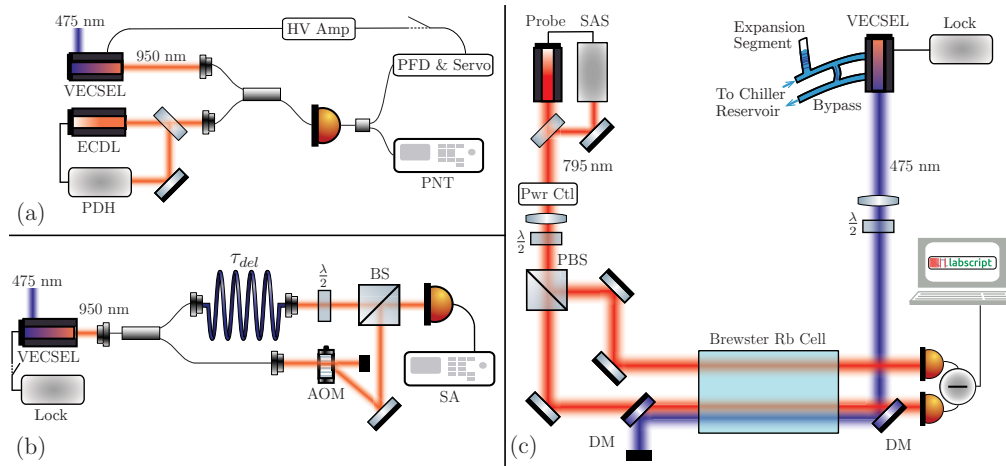 475 nm
950 nm
VECSEL
HV Amp
PFD & Servo
ECDL
PDH
PNT
(a)
475 nm
950 nm
VECSEL
Lock
τdel
λ/2
BS
AOM
SA
(b)
Probe
SAS
795 nm
Pwr Ctl
λ/2
PBS
Expansion
Segment
To Chiller
Reservoir
Bypass
VECSEL
Lock
475 nm
λ/2
labscript
Brewster Rb Cell
DM
DM
(c)